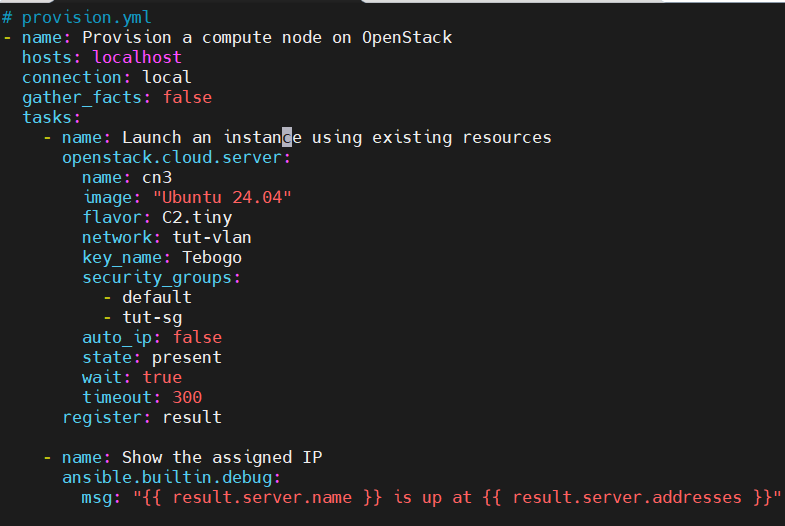 # provision.yml
- name: Provision a compute node on OpenStack
  hosts: localhost
  connection: local
  gather_facts: false
  tasks:
    - name: Launch an instance using existing resources
      openstack.cloud.server:
        name: cn3
        image: "Ubuntu 24.04"
        flavor: C2.tiny
        network: tut-vlan
        key_name: Tebogo
        security_groups:
          - default
          - tut-sg
        auto_ip: false
        state: present
        wait: true
        timeout: 300
      register: result

    - name: Show the assigned IP
      ansible.builtin.debug:
        msg: "{{ result.server.name }} is up at {{ result.server.addresses }}"